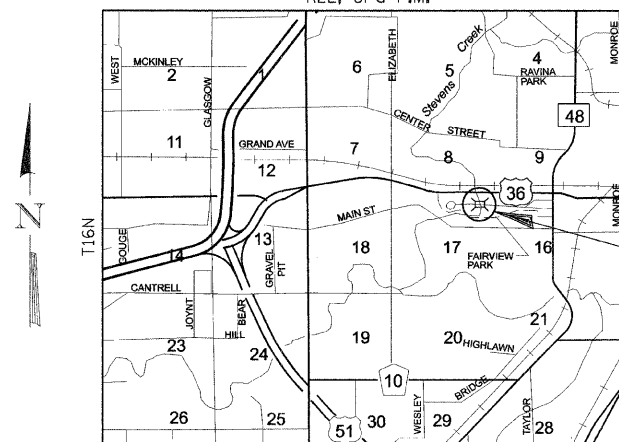 WEST
MCKINLEY
2
1
GLASGOW
6
ELIZABETH
5
Stevens Creek
4
RAVINA
PARK
MONROE
48
11
GRAND AVE
12
7
CENTER STREET
8
9
36
N
T16N
GOUGE
14
13
GRAVEL
PIT
MAIN ST
18
17
FAIRVIEW
PARK
16
MONROE
CANTRELL
JOYNT
BEAR
HILL
23
24
19
20
HIGHLAWN
21
10
BRIDGE
26
25
51
30
WESLEY
29
TAYLOR
28